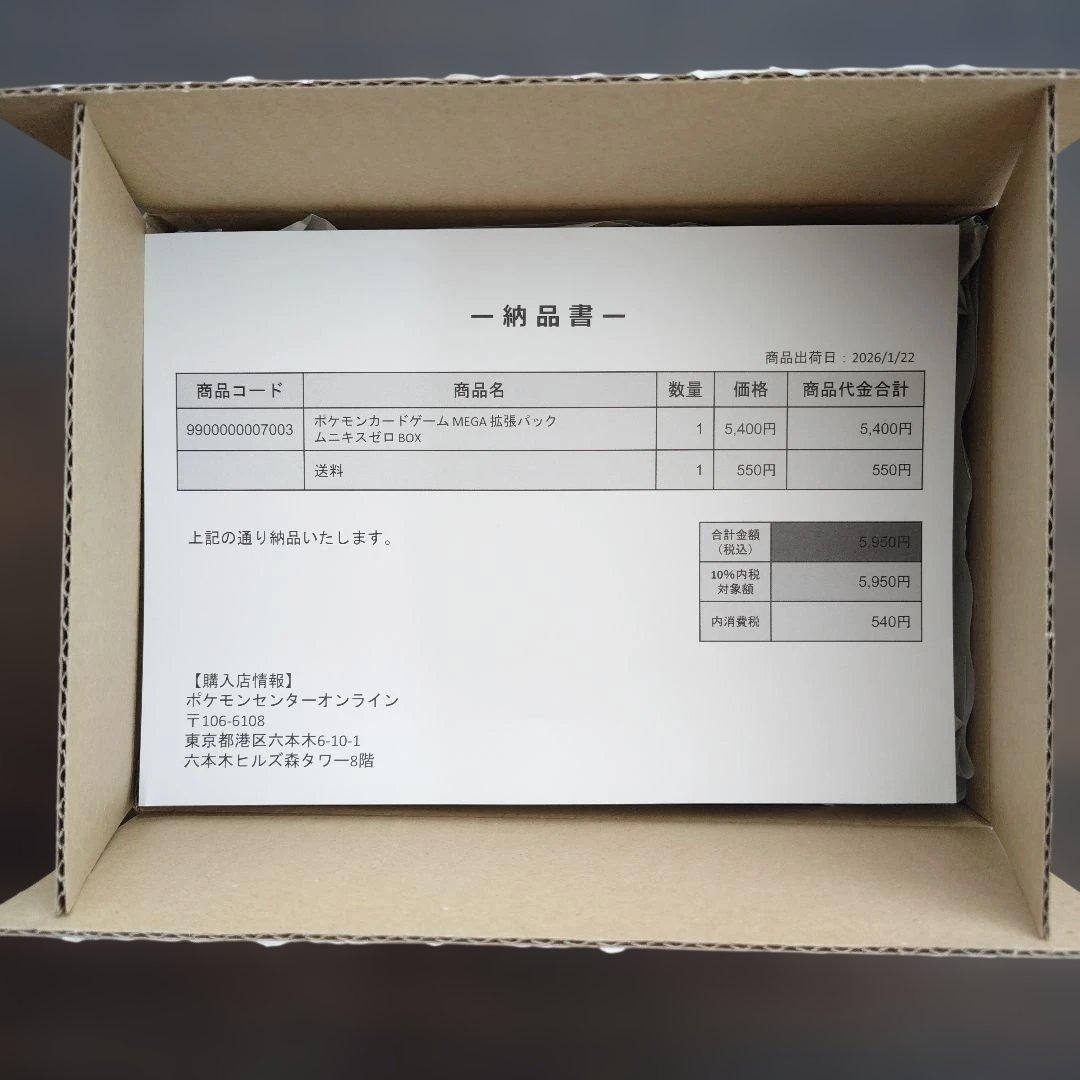 ー納品書ー
商品出荷日：2026/1/22
商品コード 商品名 数量 価格 商品代金合計
9900000007003 ポケモンカードゲーム MEGA 拡張パック
ムニキスゼロ BOX 1 5,400円 5,400円
送料 1 550円 550円
上記の通り納品いたします。
合計金額
（税込） 5,950円
10%内税
対象額 5,950円
内消費税 540円
【購入店情報】
ポケモンセンターオンライン
〒106-6108
東京都港区六本木6-10-1
六本木ヒルズ森タワー8階